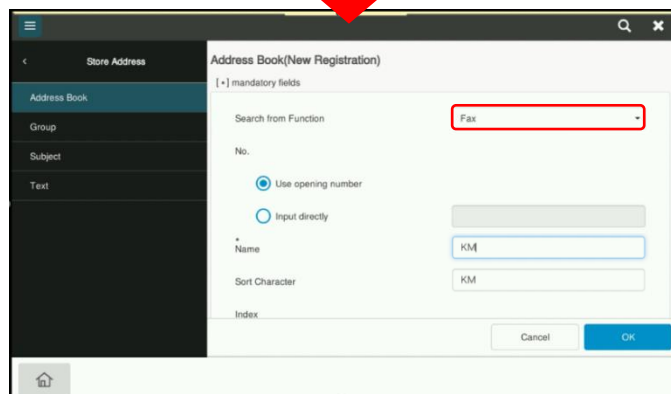 Store Address
Address Book
Group
Subject
Text
Address Book(New Registration)
[*] mandatory fields
Search from Function
Fax
No.
Use opening number
Input directly
*
Name
KM
Sort Character
KM
Index
Cancel
OK